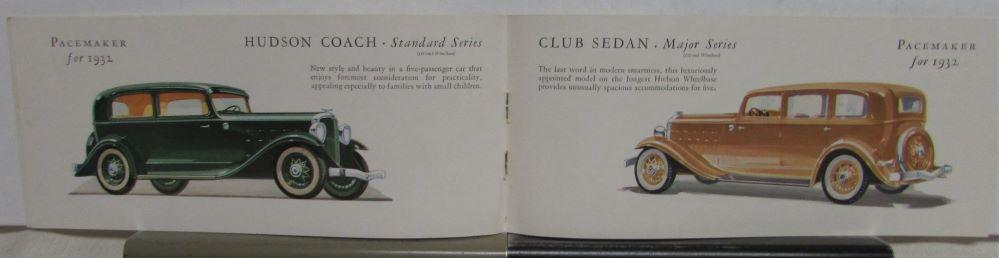 PACEMAKER
for 1932
HUDSON COACH · Standard Series
New style and beauty in a five-passenger car that
enjoys foremost consideration for practicality,
appealing especially to families with small children.
CLUB SEDAN · Major Series
The last word in modern smartness, this luxuriously
appointed model on the longest Hudson Wheelbase
provides unusually spacious accommodations for five.
PACEMAKER
for 1932